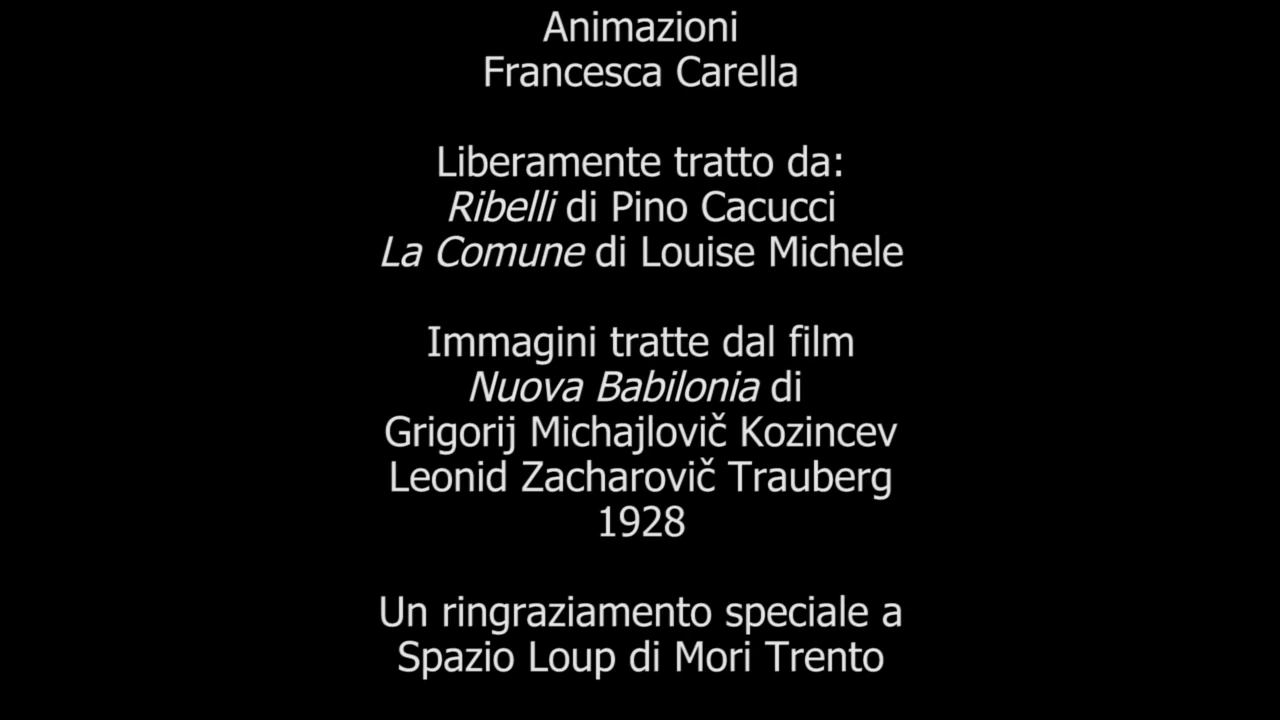 Animazioni
Francesca Carella
Liberamente tratto da:
Ribelli di Pino Cacucci
La Comune di Louise Michele
Immagini tratte dal film
Nuova Babilonia di
Grigorij Michajlovič Kozincev
Leonid Zacharovič Trauberg
1928
Un ringraziamento speciale a
Spazio Loup di Mori Trento